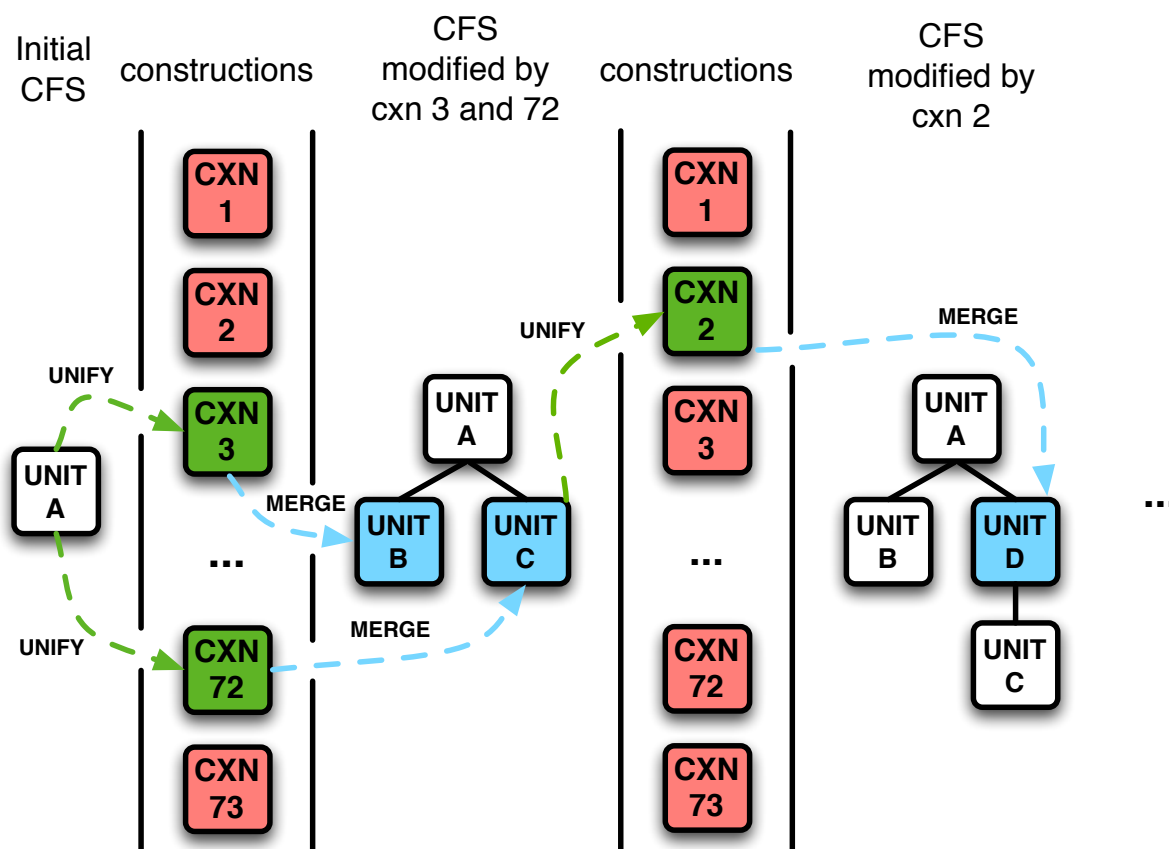 Initial
CFS
constructions
CFS
modified by
cxn 3 and 72
constructions
CFS
modified by
cxn 2
UNIFY
UNIT
A
UNIFY
CXN
1
CXN
2
CXN
3
...
CXN
72
CXN
73
MERGE
MERGE
UNIT
A
UNIT
B
UNIT
C
UNIFY
CXN
1
CXN
2
CXN
3
...
CXN
72
CXN
73
MERGE
UNIT
A
UNIT
B
UNIT
D
UNIT
C
...